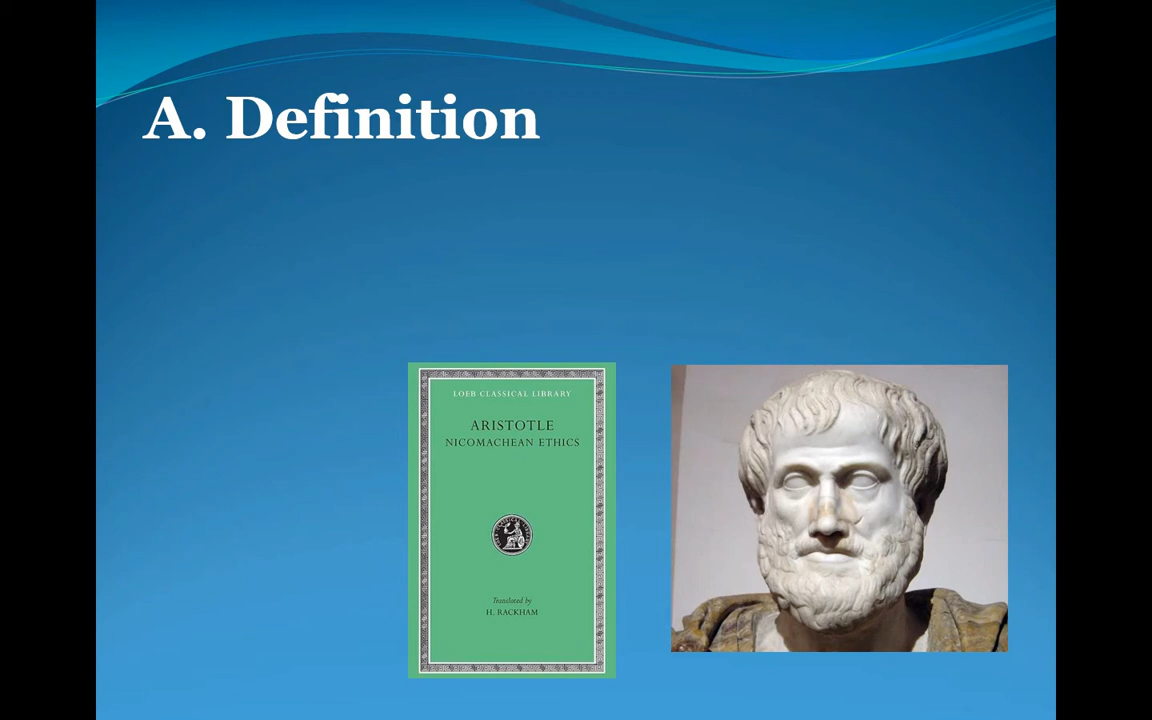 A. Definition
LOEB CLASSICAL LIBRARY
ARISTOTLE
NICOMACHEAN ETHICS
Translated by
H. RACKHAM